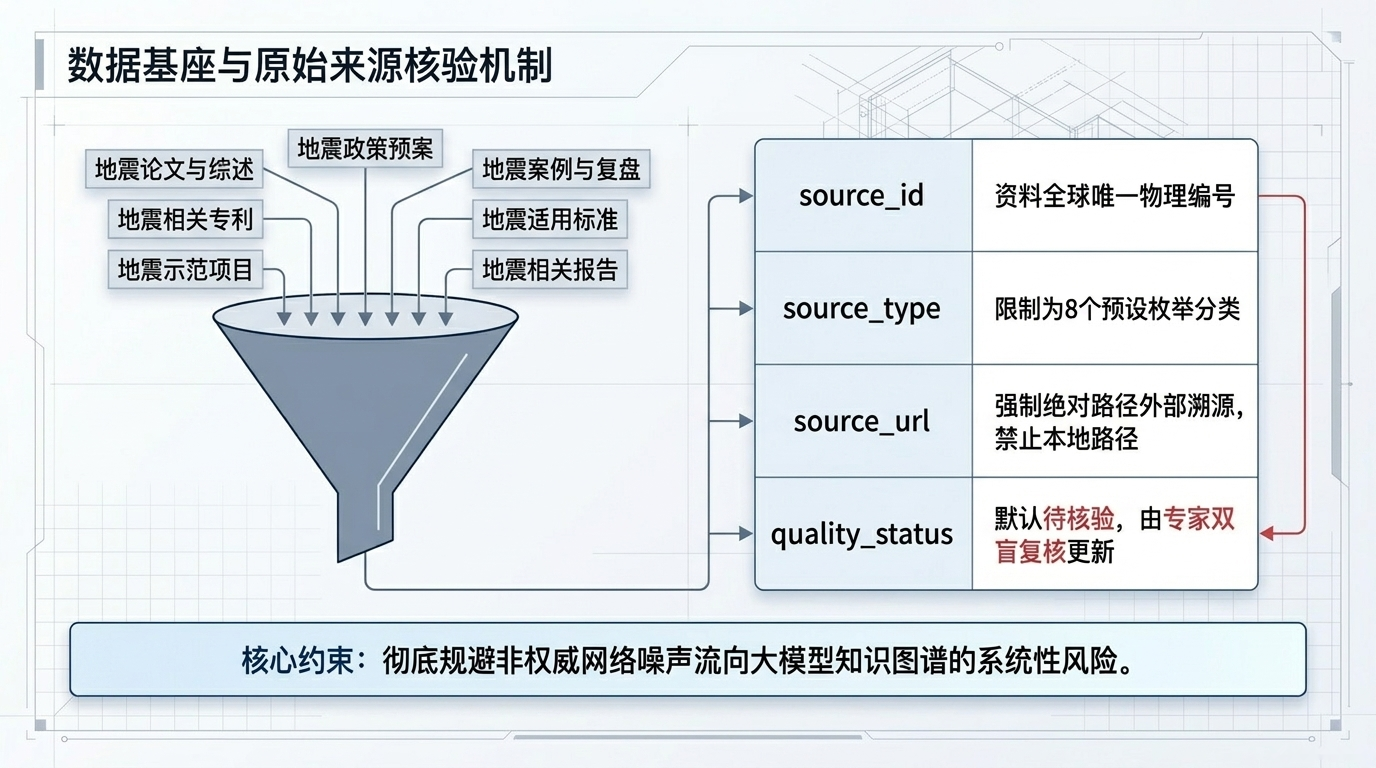 数据基座与原始来源核验机制
地震政策预案
地震论文与综述
地震案例与复盘
地震相关专利
地震适用标准
地震示范项目
地震相关报告
source_id
资料全球唯一物理编号
source_type
限制为8个预设枚举分类
source_url
强制绝对路径外部溯源，
禁止本地路径
quality_status
默认待核验，由专家双
盲复核更新
核心约束：彻底规避非权威网络噪声流向大模型知识图谱的系统性风险。